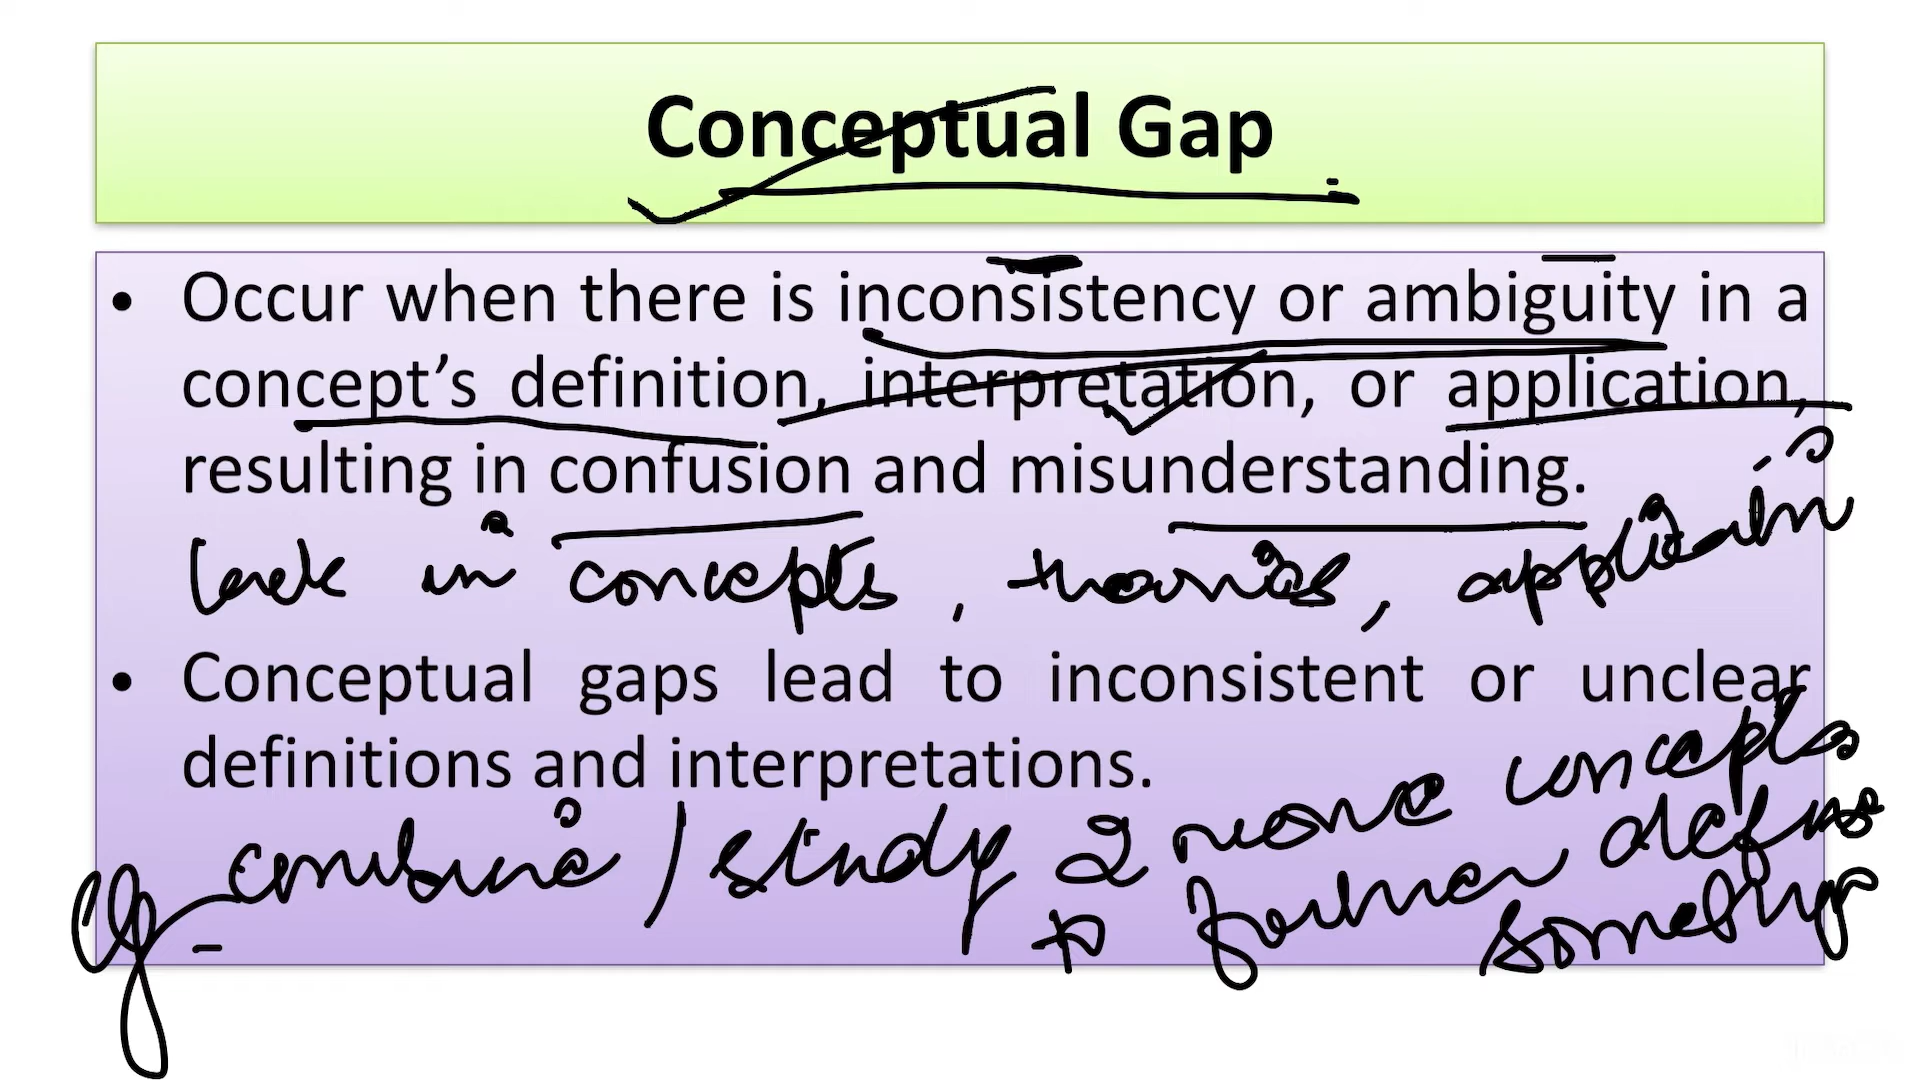 Conceptual Gap
• Occur when there is inconsistency or ambiguity in a
concept’s definition, interpretation, or application,
resulting in confusion and misunderstanding.
lack in concepts, theories, application
• Conceptual gaps lead to inconsistent or unclear
definitions and interpretations.
eg - combine / study 2 more concepts
to further define
something